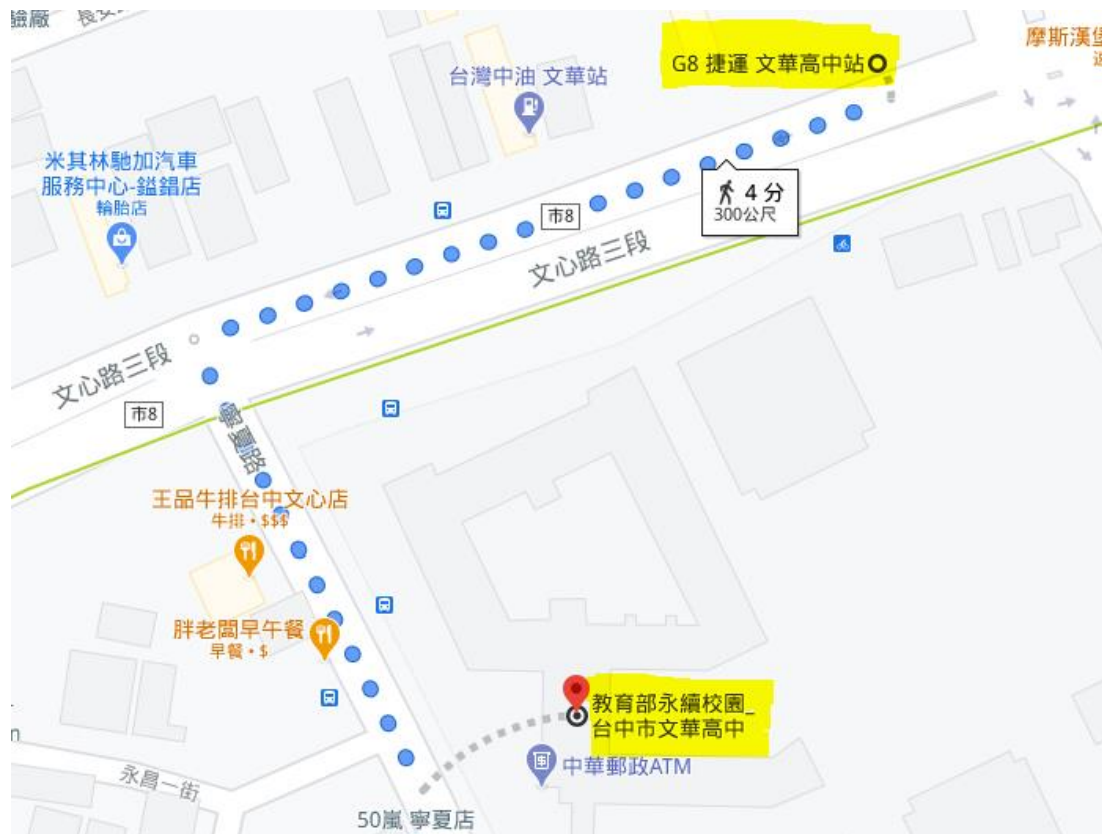 驗廠
長安
G8 捷運 文華高中站
摩斯漢堡
台灣中油 文華站
米其林馳加汽車
服務中心-鎰錩店
輪胎店
市8
4 分
300公尺
文心路三段
文心路三段
市8
寧夏路
王品牛排台中文心店
牛排・$$$
胖老闆早午餐
早餐・$
教育部永續校園_
台中市文華高中
中華郵政ATM
永昌一街
50嵐 寧夏店